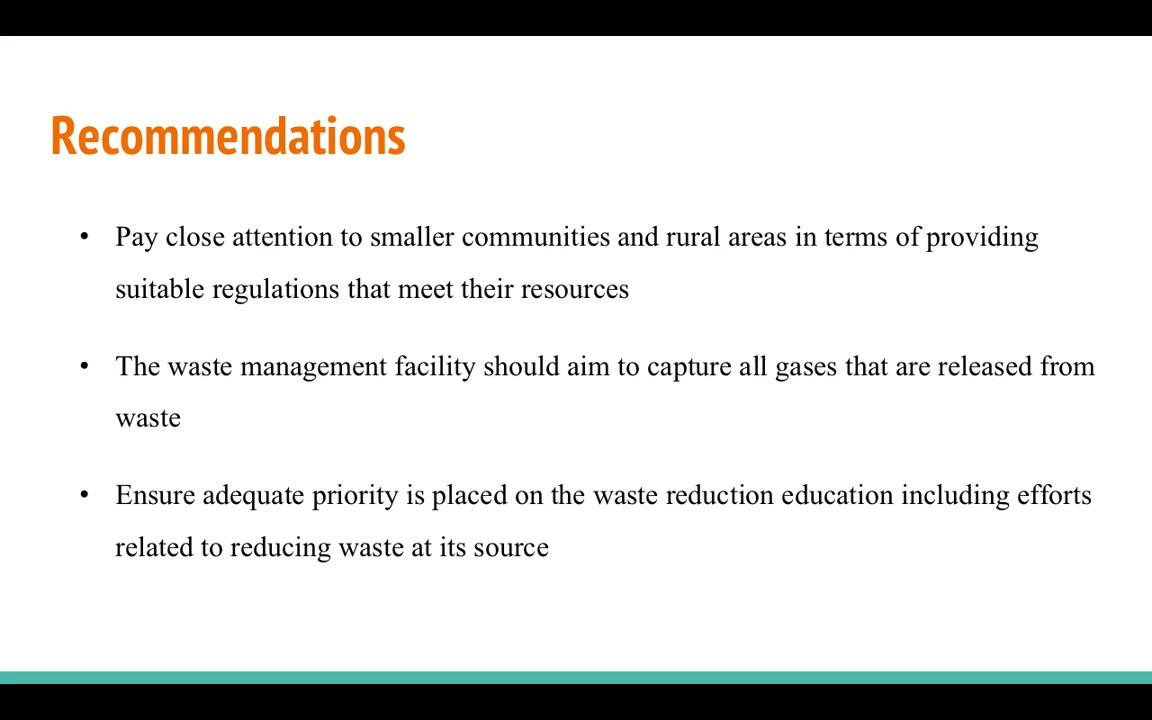 Recommendations
• Pay close attention to smaller communities and rural areas in terms of providing
suitable regulations that meet their resources
• The waste management facility should aim to capture all gases that are released from
waste
• Ensure adequate priority is placed on the waste reduction education including efforts
related to reducing waste at its source